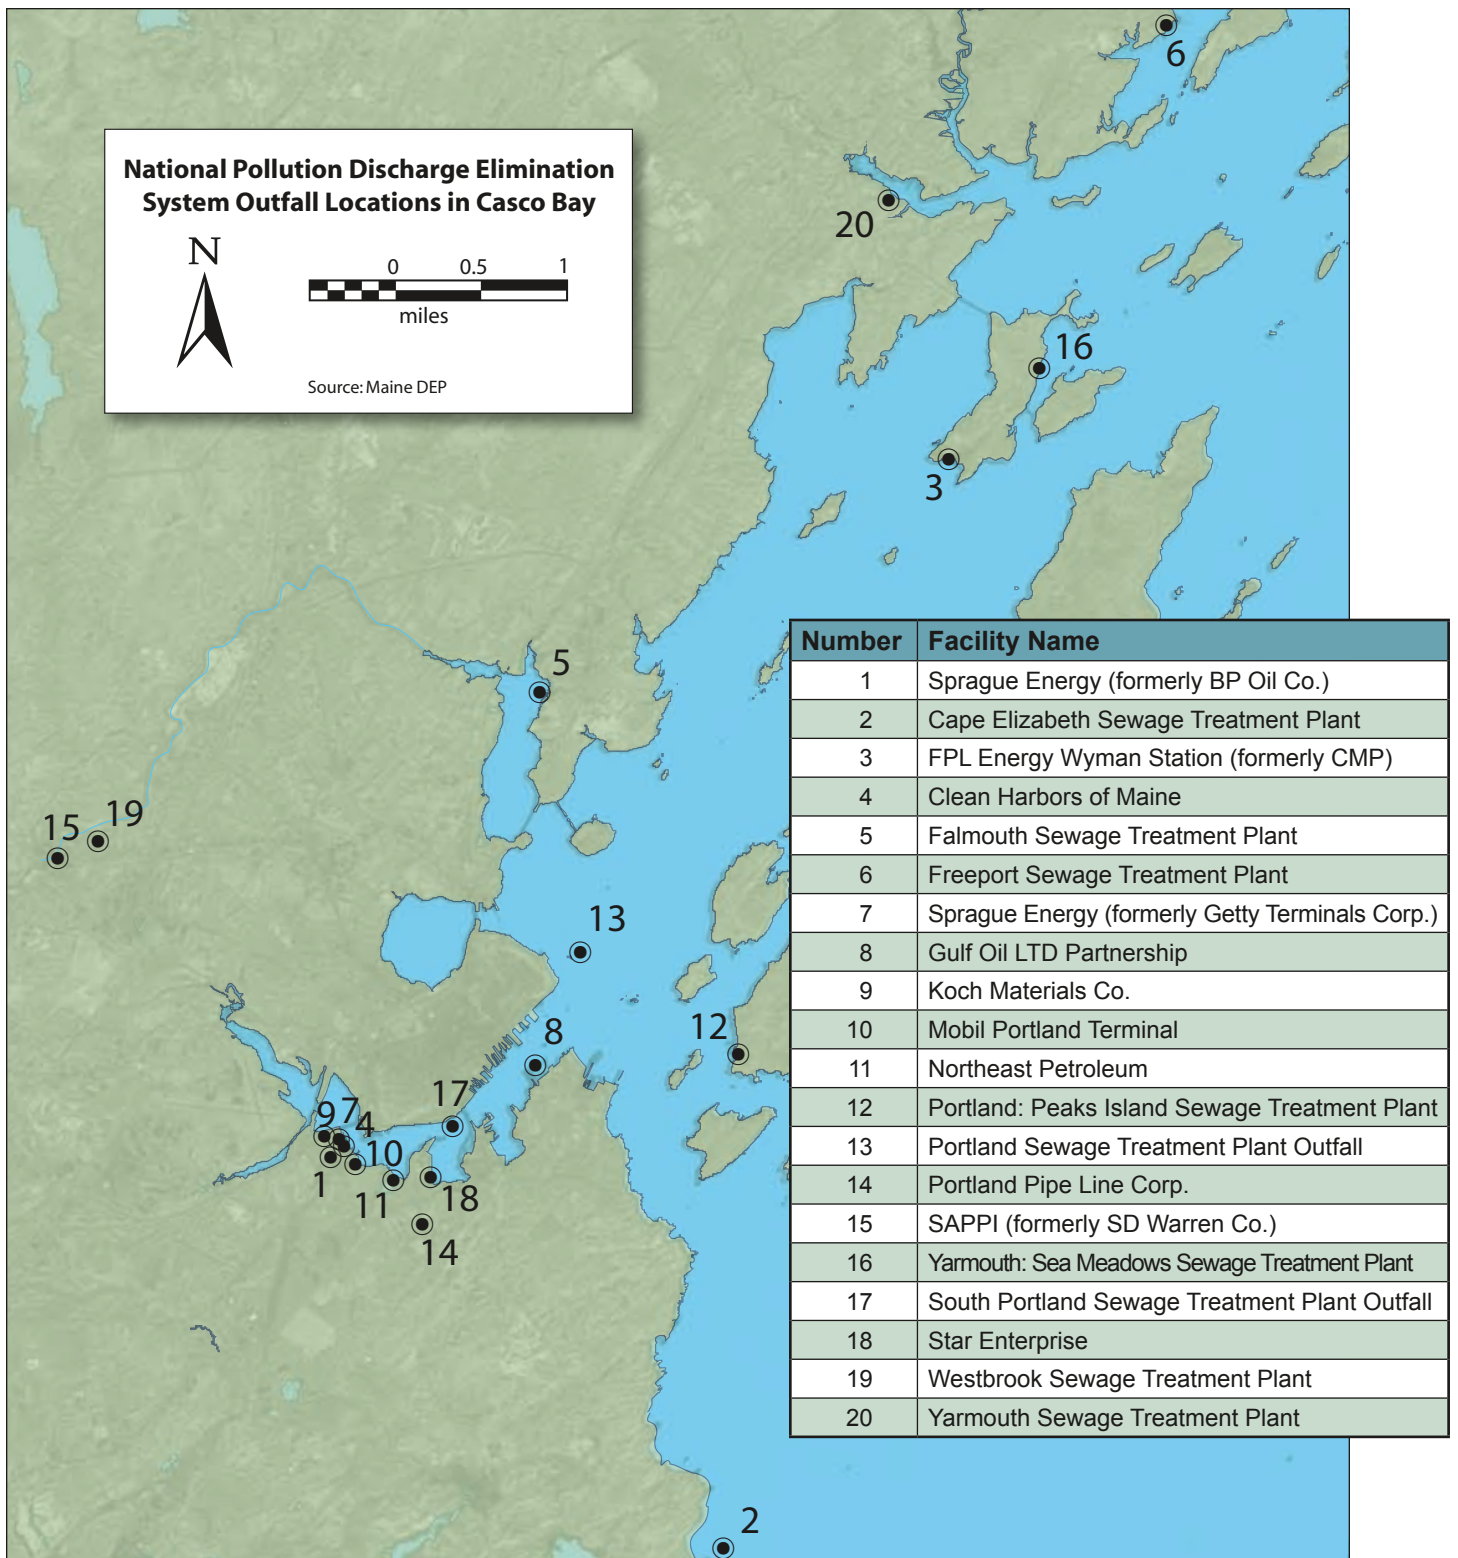 6
National Pollution Discharge Elimination
System Outfall Locations in Casco Bay
N
0 0.5 1
miles
Source: Maine DEP
20
16
3
5
Number Facility Name
1 Sprague Energy (formerly BP Oil Co.)
2 Cape Elizabeth Sewage Treatment Plant
3 FPL Energy Wyman Station (formerly CMP)
4 Clean Harbors of Maine
5 Falmouth Sewage Treatment Plant
6 Freeport Sewage Treatment Plant
7 Sprague Energy (formerly Getty Terminals Corp.)
8 Gulf Oil LTD Partnership
9 Koch Materials Co.
10 Mobil Portland Terminal
11 Northeast Petroleum
12 Portland: Peaks Island Sewage Treatment Plant
13 Portland Sewage Treatment Plant Outfall
14 Portland Pipe Line Corp.
15 SAPPI (formerly SD Warren Co.)
16 Yarmouth: Sea Meadows Sewage Treatment Plant
17 South Portland Sewage Treatment Plant Outfall
18 Star Enterprise
19 Westbrook Sewage Treatment Plant
20 Yarmouth Sewage Treatment Plant
15 19
13
12
8
17
9 7 4
10
1
11 18
14
2